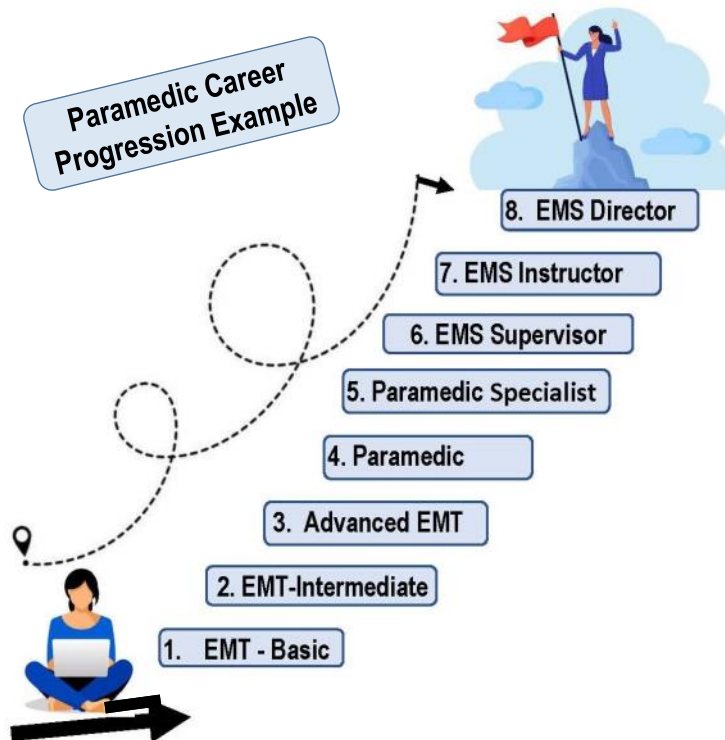 Paramedic Career
Progression Example
8. EMS Director
7. EMS Instructor
6. EMS Supervisor
5. Paramedic Specialist
4. Paramedic
3. Advanced EMT
2. EMT-Intermediate
1. EMT - Basic